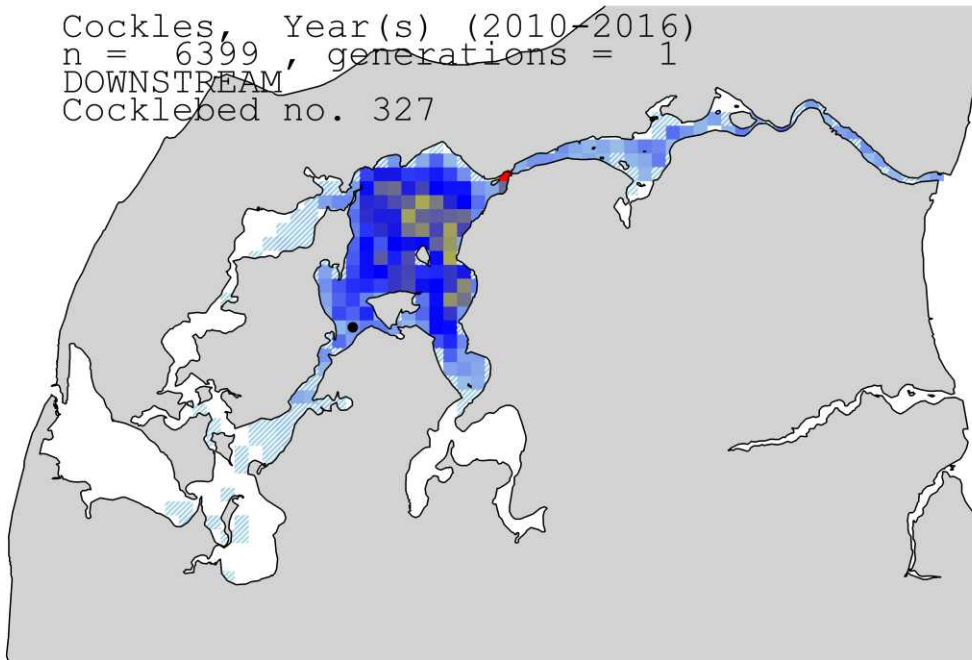 Cockles, Year(s) (2010-2016)
n = 6399 , generations = 1
DOWNSTREAM
Cocklebed no. 327